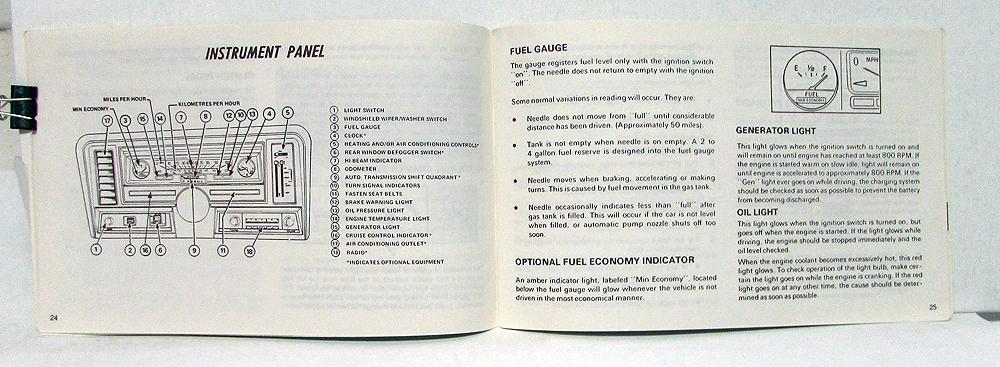 INSTRUMENT PANEL
MILES PER HOUR
KILOMETRES PER HOUR
MIN ECONOMY
17 3 15 14 7 8 12 10 13 4 5
1 2 16 6 9 11 18
1 LIGHT SWITCH
2 WINDSHIELD WIPER/WASHER SWITCH
3 FUEL GAUGE
4 CLOCK*
5 HEATING AND/OR AIR CONDITIONING CONTROLS*
6 REAR WINDOW DEFOGGER SWITCH*
7 HI BEAM INDICATOR
8 ODOMETER
9 AUTO. TRANSMISSION SHIFT QUADRANT*
10 TURN SIGNAL INDICATORS
11 FASTEN SEAT BELTS
12 BRAKE WARNING LIGHT
13 OIL PRESSURE LIGHT
14 ENGINE TEMPERATURE LIGHT
15 GENERATOR LIGHT
16 CRUISE CONTROL INDICATOR*
17 AIR CONDITIONING OUTLET*
18 RADIO*
*INDICATES OPTIONAL EQUIPMENT
24
FUEL GAUGE
The gauge registers fuel level only with the ignition switch
"on". The needle does not return to empty with the ignition
"off".
Some normal variations in reading will occur. They are:
● Needle does not move from "full" until considerable
distance has been driven. (Approximately 50 miles).
● Tank is not empty when needle is on empty. A 2 to
4 gallon fuel reserve is designed into the fuel gauge
system.
● Needle moves when braking, accelerating or making
turns. This is caused by fuel movement in the gas tank.
● Needle occasionally indicates less than "full" after
gas tank is filled. This will occur if the car is not level
when filled, or automatic pump nozzle shuts off too
soon.
OPTIONAL FUEL ECONOMY INDICATOR
An amber indicator light, labeled "Min Economy", located
below the fuel gauge will glow whenever the vehicle is not
driven in the most economical manner.
E ½ F
FUEL
MIN ECONOMY
0 MPH
GENERATOR LIGHT
This light glows when the ignition switch is turned on and
will remain on until engine has reached at least 800 RPM. If
the engine is started warm on slow idle, light will remain on
until engine is accelerated to approximately 800 RPM. If the
"Gen" light ever goes on while driving, the charging system
should be checked as soon as possible to prevent the battery
from becoming discharged.
OIL LIGHT
This light glows when the ignition switch is turned on, but
goes off when the engine is started. If the light glows while
driving, the engine should be stopped immediately and the
oil level checked.
When the engine coolant becomes excessively hot, this red
light glows. To check operation of the light bulb, make cer-
tain the light goes on while the engine is cranking. If the red
light goes on at any other time, the cause should be deter-
mined as soon as possible.
25